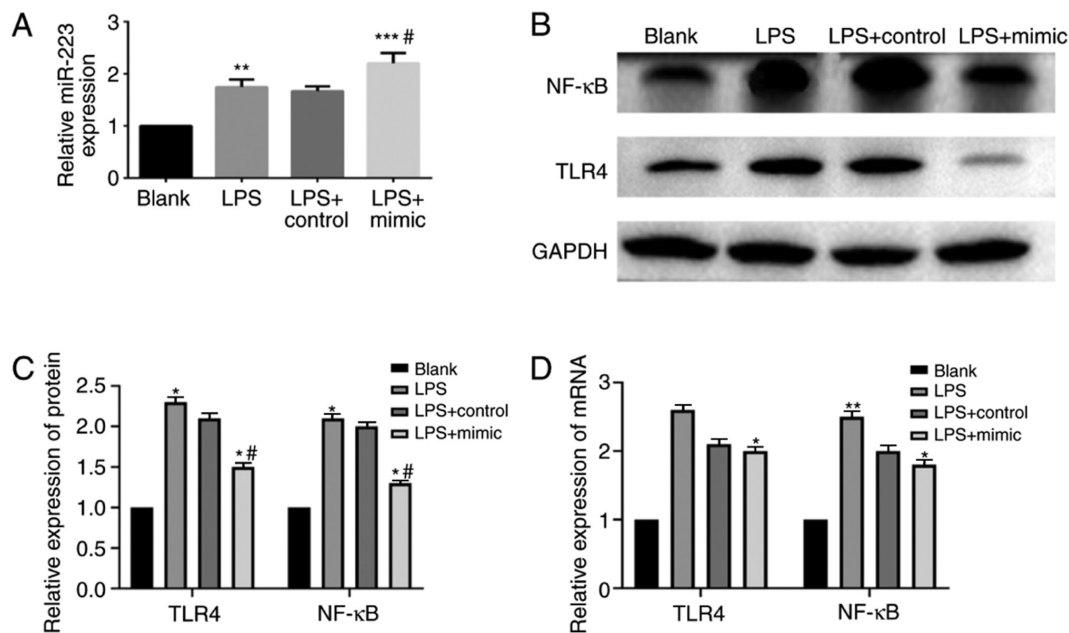 A
Relative miR-223
expression
3
2
1
0
**
*** #
Blank
LPS
LPS+
control
LPS+
mimic
B
Blank LPS LPS+control LPS+mimic
NF-κB
TLR4
GAPDH
C
Relative expression of protein
2.5
2.0
1.5
1.0
0.5
0.0
Blank
LPS
LPS+control
LPS+mimic
*
*#
*
*#
TLR4
NF-κB
D
Relative expression of mRNA
3
2
1
0
Blank
LPS
LPS+control
LPS+mimic
*
**
*
TLR4
NF-κB